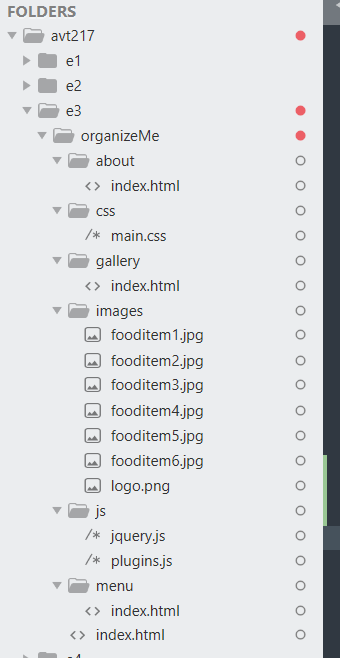 FOLDERS
avt217
e1
e2
e3
organizeMe
about
<> index.html
css
/* main.css
gallery
<> index.html
images
fooditem1.jpg
fooditem2.jpg
fooditem3.jpg
fooditem4.jpg
fooditem5.jpg
fooditem6.jpg
logo.png
js
/* jquery.js
/* plugins.js
menu
<> index.html
<> index.html